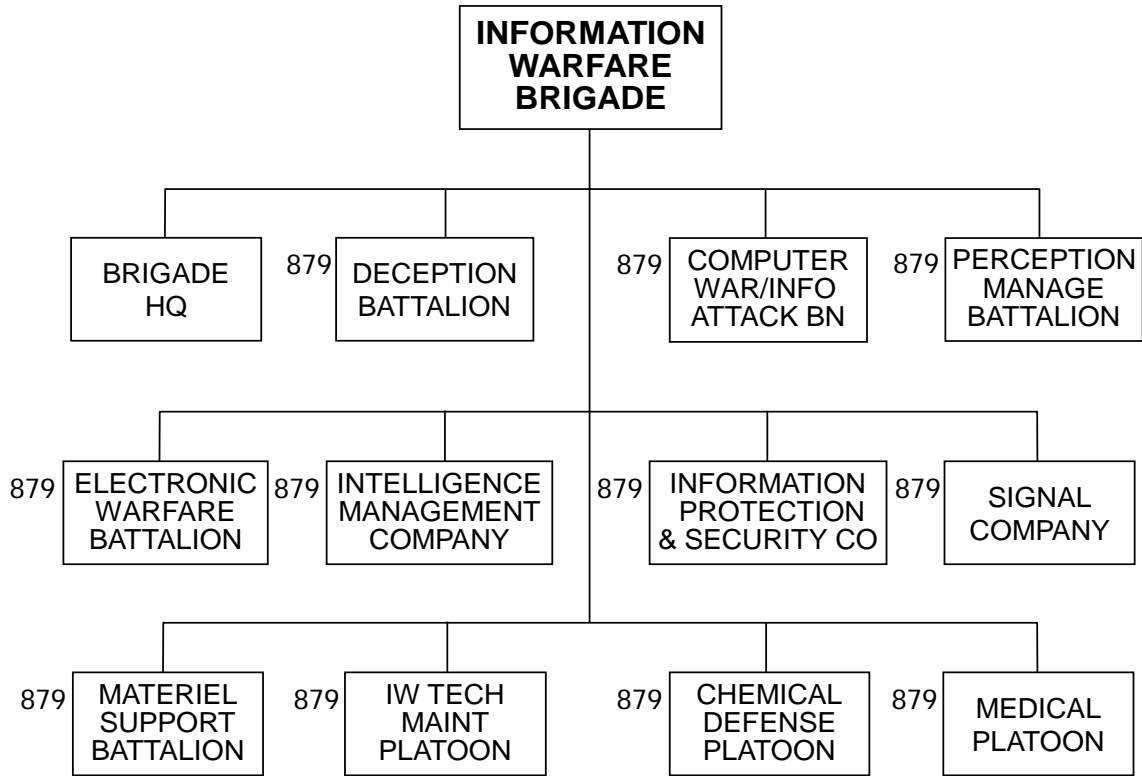 INFORMATION
WARFARE
BRIGADE
BRIGADE
HQ
879
DECEPTION
BATTALION
879
COMPUTER
WAR/INFO
ATTACK BN
879
PERCEPTION
MANAGE
BATTALION
879
ELECTRONIC
WARFARE
BATTALION
879
INTELLIGENCE
MANAGEMENT
COMPANY
879
INFORMATION
PROTECTION
& SECURITY CO
879
SIGNAL
COMPANY
879
MATERIEL
SUPPORT
BATTALION
879
IW TECH
MAINT
PLATOON
879
CHEMICAL
DEFENSE
PLATOON
879
MEDICAL
PLATOON